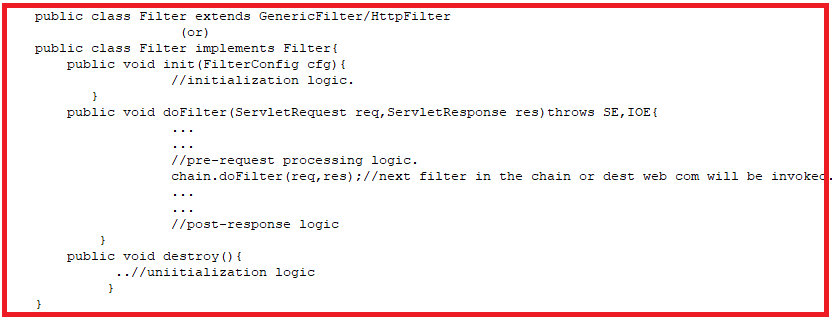 public class Filter extends GenericFilter/HttpFilter
(or)
public class Filter implements Filter{
public void init(FilterConfig cfg){
//initialization logic.
}
public void doFilter(ServletRequest req,ServletResponse res)throws SE,IOE{
...
...
//pre-request processing logic.
chain.doFilter(req,res);//next filter in the chain or dest web com will be invoked.
...
...
//post-response logic
}
public void destroy(){
..//uniitialization logic
}
}